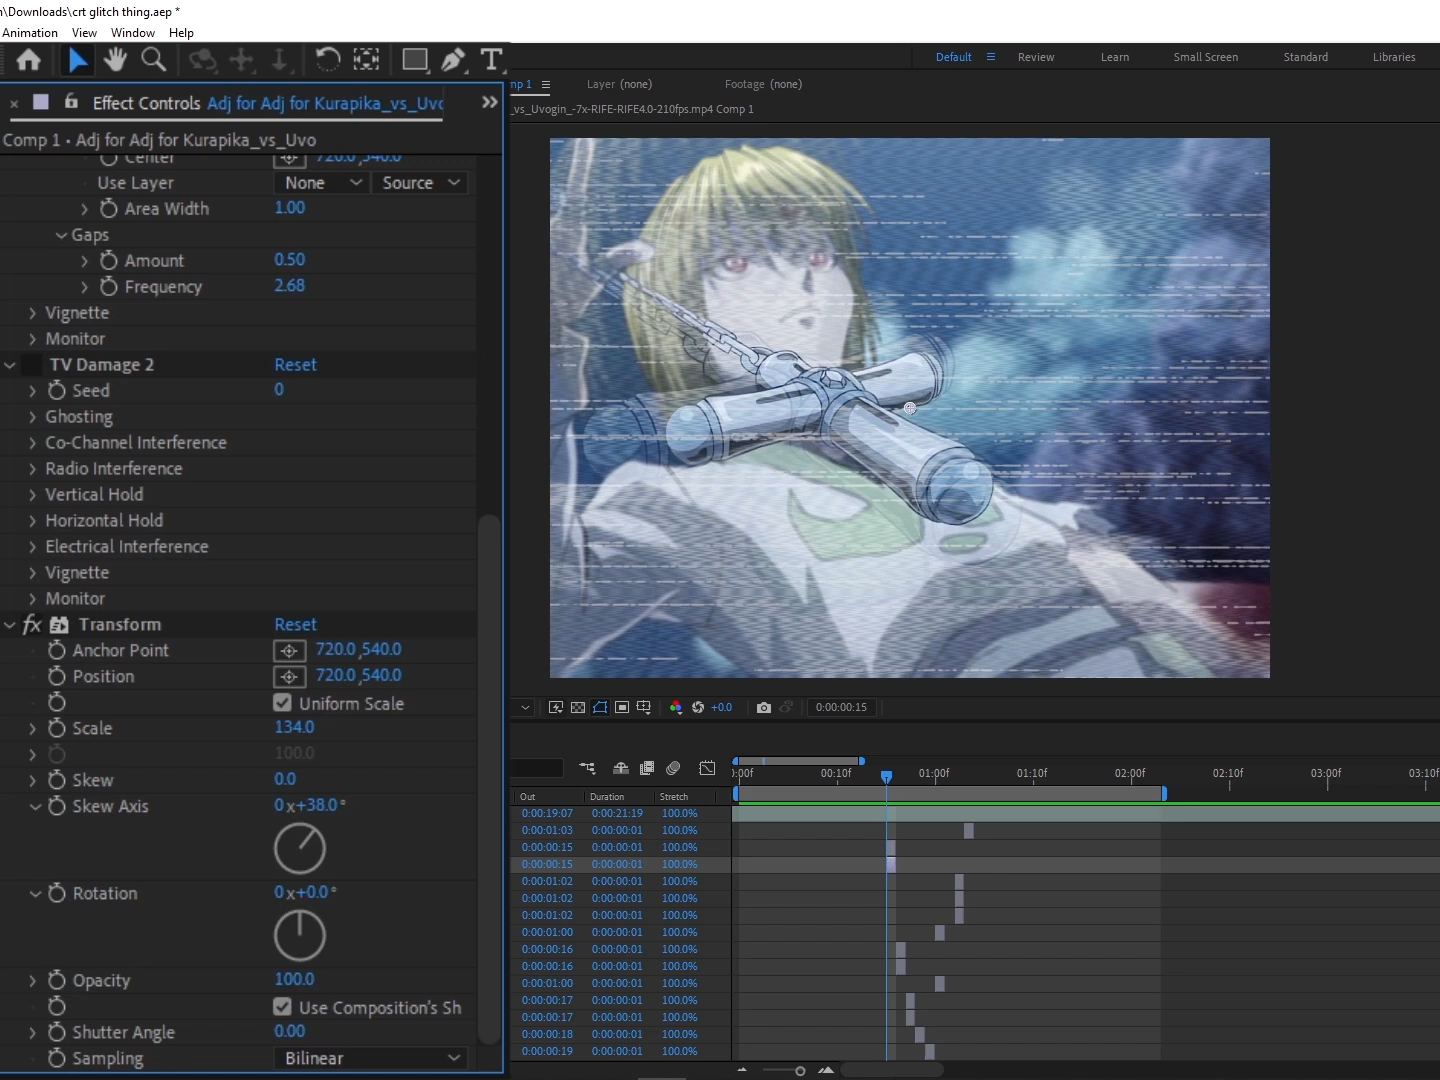 n\Downloads\crt glitch thing.aep *
Animation View Window Help
Default Review Learn Small Screen Standard Libraries
Effect Controls Adj for Adj for Kurapika_vs_Uvo
mp 1 Layer (none) Footage (none)
_vs_Uvogin_-7x-RIFE-RIFE4.0-210fps.mp4 Comp 1
Comp 1 • Adj for Adj for Kurapika_vs_Uvo
Center 720.0,540.0
Use Layer None Source
Area Width 1.00
Gaps
Amount 0.50
Frequency 2.68
Vignette
Monitor
TV Damage 2 Reset
Seed 0
Ghosting
Co-Channel Interference
Radio Interference
Vertical Hold
Horizontal Hold
Electrical Interference
Vignette
Monitor
fx Transform Reset
Anchor Point 720.0,540.0
Position 720.0,540.0
Uniform Scale
Scale 134.0
100.0
Skew 0.0
Skew Axis 0x+38.0°
Rotation 0x+0.0°
Opacity 100.0
Use Composition's Sh
Shutter Angle 0.00
Sampling Bilinear
+0.0 0:00:00:15
):00f 00:10f 01:00f 01:10f 02:00f 02:10f 03:00f 03:10f
Out Duration Stretch
0:00:19:07 0:00:21:19 100.0%
0:00:01:03 0:00:00:01 100.0%
0:00:00:15 0:00:00:01 100.0%
0:00:00:15 0:00:00:01 100.0%
0:00:01:02 0:00:00:01 100.0%
0:00:01:02 0:00:00:01 100.0%
0:00:01:02 0:00:00:01 100.0%
0:00:01:00 0:00:00:01 100.0%
0:00:00:16 0:00:00:01 100.0%
0:00:00:16 0:00:00:01 100.0%
0:00:01:00 0:00:00:01 100.0%
0:00:00:17 0:00:00:01 100.0%
0:00:00:17 0:00:00:01 100.0%
0:00:00:18 0:00:00:01 100.0%
0:00:00:19 0:00:00:01 100.0%